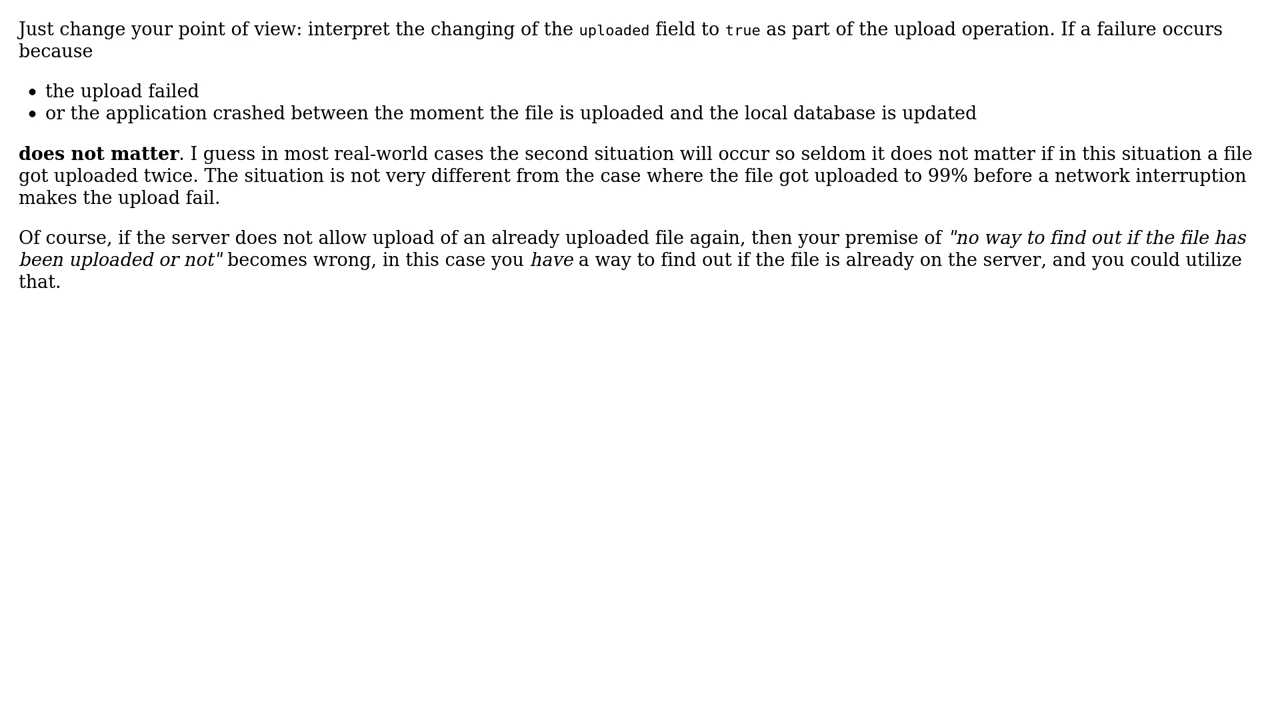 Just change your point of view: interpret the changing of the uploaded field to true as part of the upload operation. If a failure occurs
because
• the upload failed
• or the application crashed between the moment the file is uploaded and the local database is updated
does not matter. I guess in most real-world cases the second situation will occur so seldom it does not matter if in this situation a file
got uploaded twice. The situation is not very different from the case where the file got uploaded to 99% before a network interruption
makes the upload fail.
Of course, if the server does not allow upload of an already uploaded file again, then your premise of "no way to find out if the file has
been uploaded or not" becomes wrong, in this case you have a way to find out if the file is already on the server, and you could utilize
that.